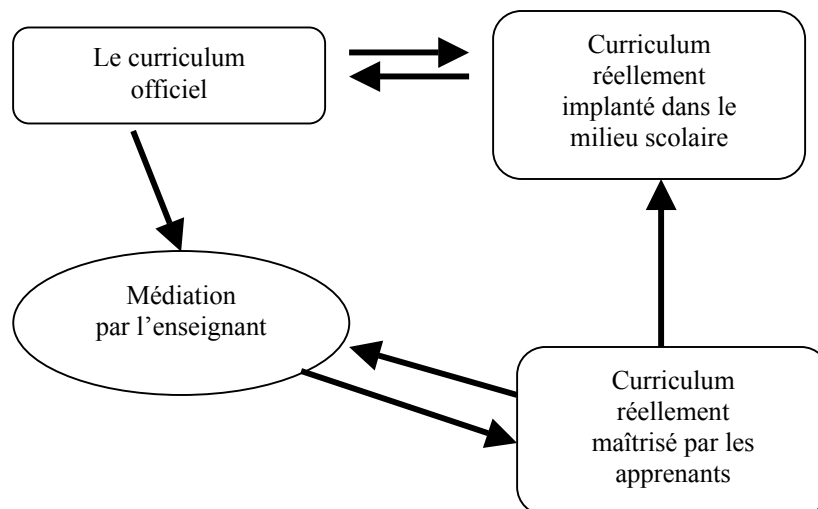 Le curriculum
officiel
Curriculum
réellement
implanté dans le
milieu scolaire
Médiation
par l’enseignant
Curriculum
réellement
maîtrisé par les
apprenants